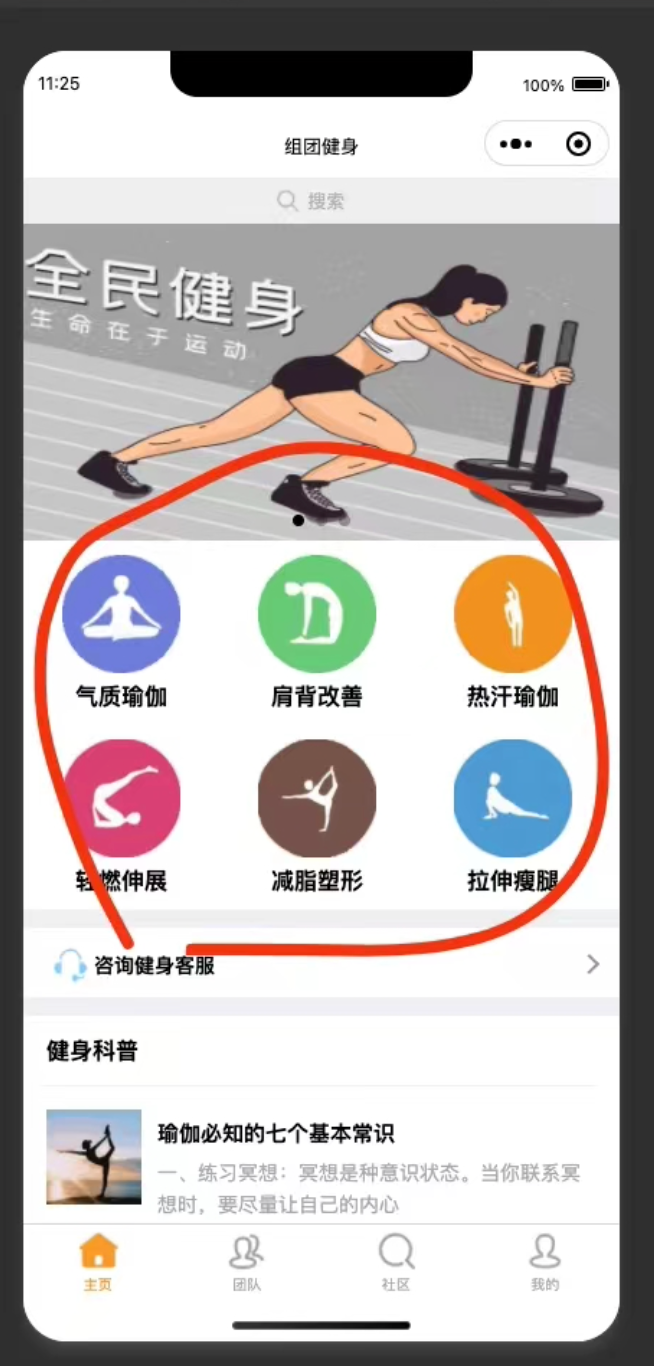 11:25 100%
组团健身
搜索
全民健身
生命在于运动
气质瑜伽 肩背改善 热汗瑜伽
轻燃伸展 减脂塑形 拉伸瘦腿
咨询健身客服
健身科普
瑜伽必知的七个基本常识
一、练习冥想：冥想是种意识状态。当你联系冥
想时，要尽量让自己的内心
主页 团队 社区 我的